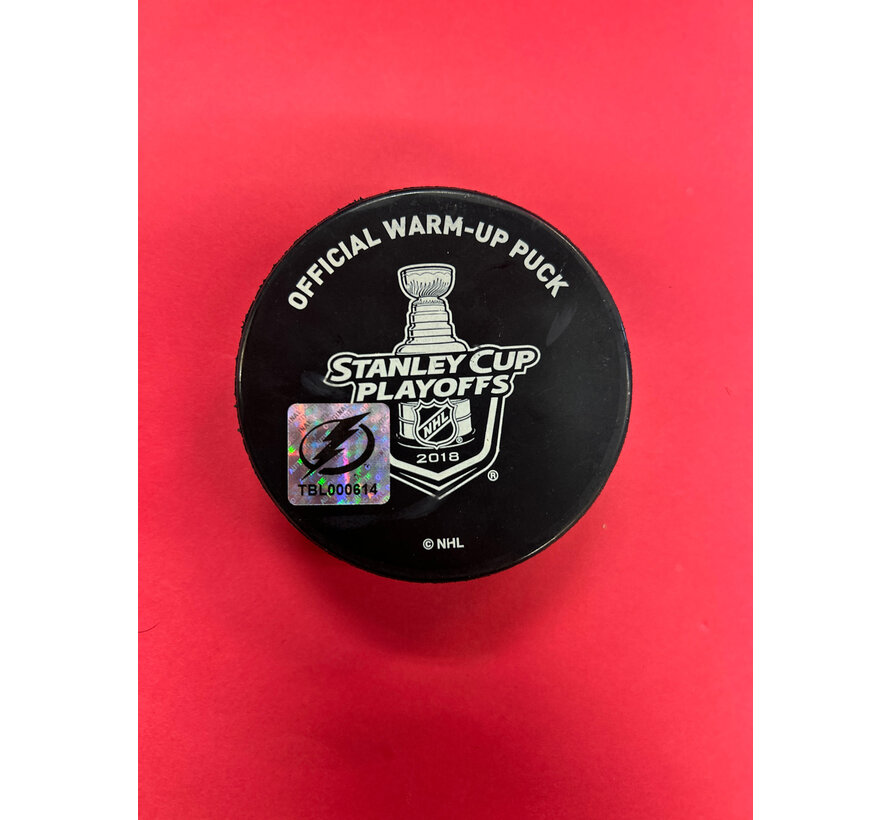 OFFICIAL WARM-UP PUCK
STANLEY CUP
PLAYOFFS
NHL
2018
®
TBL000614
© NHL